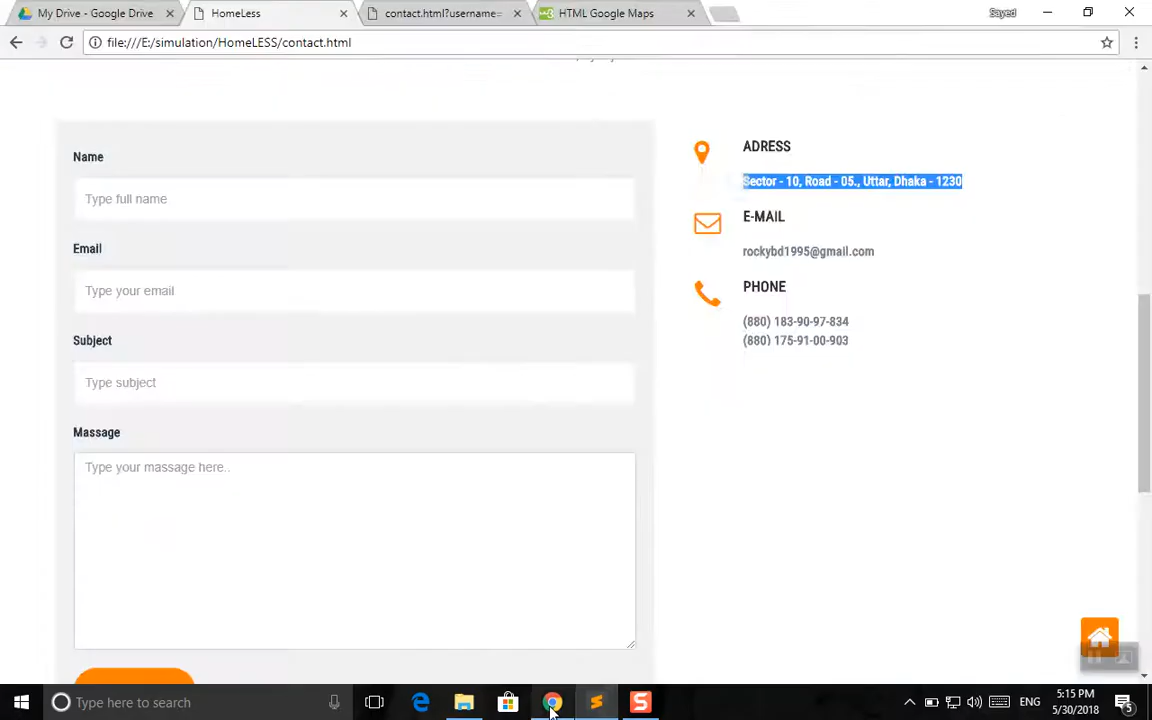 My Drive - Google Drive
HomeLess
contact.html?username=
HTML Google Maps
Sayed
file:///E:/simulation/HomeLESS/contact.html
Name
Type full name
Email
Type your email
Subject
Type subject
Massage
Type your massage here..
ADRESS
Sector - 10, Road - 05., Uttar, Dhaka - 1230
E-MAIL
rockybd1995@gmail.com
PHONE
(880) 183-90-97-834
(880) 175-91-00-903
Type here to search
ENG
5:15 PM
5/30/2018
5